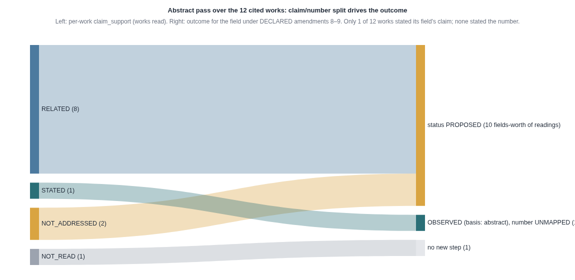 Abstract pass over the 12 cited works: claim/number split drives the outcome
Left: per-work claim_support (works read). Right: outcome for the field under DECLARED amendments 8–9. Only 1 of 12 works stated its field's claim; none stated the number.
RELATED (8)
status PROPOSED (10 fields-worth of readings)
STATED (1)
NOT_ADDRESSED (2)
OBSERVED (basis: abstract), number UNMAPPED (
no new step (1)
NOT_READ (1)